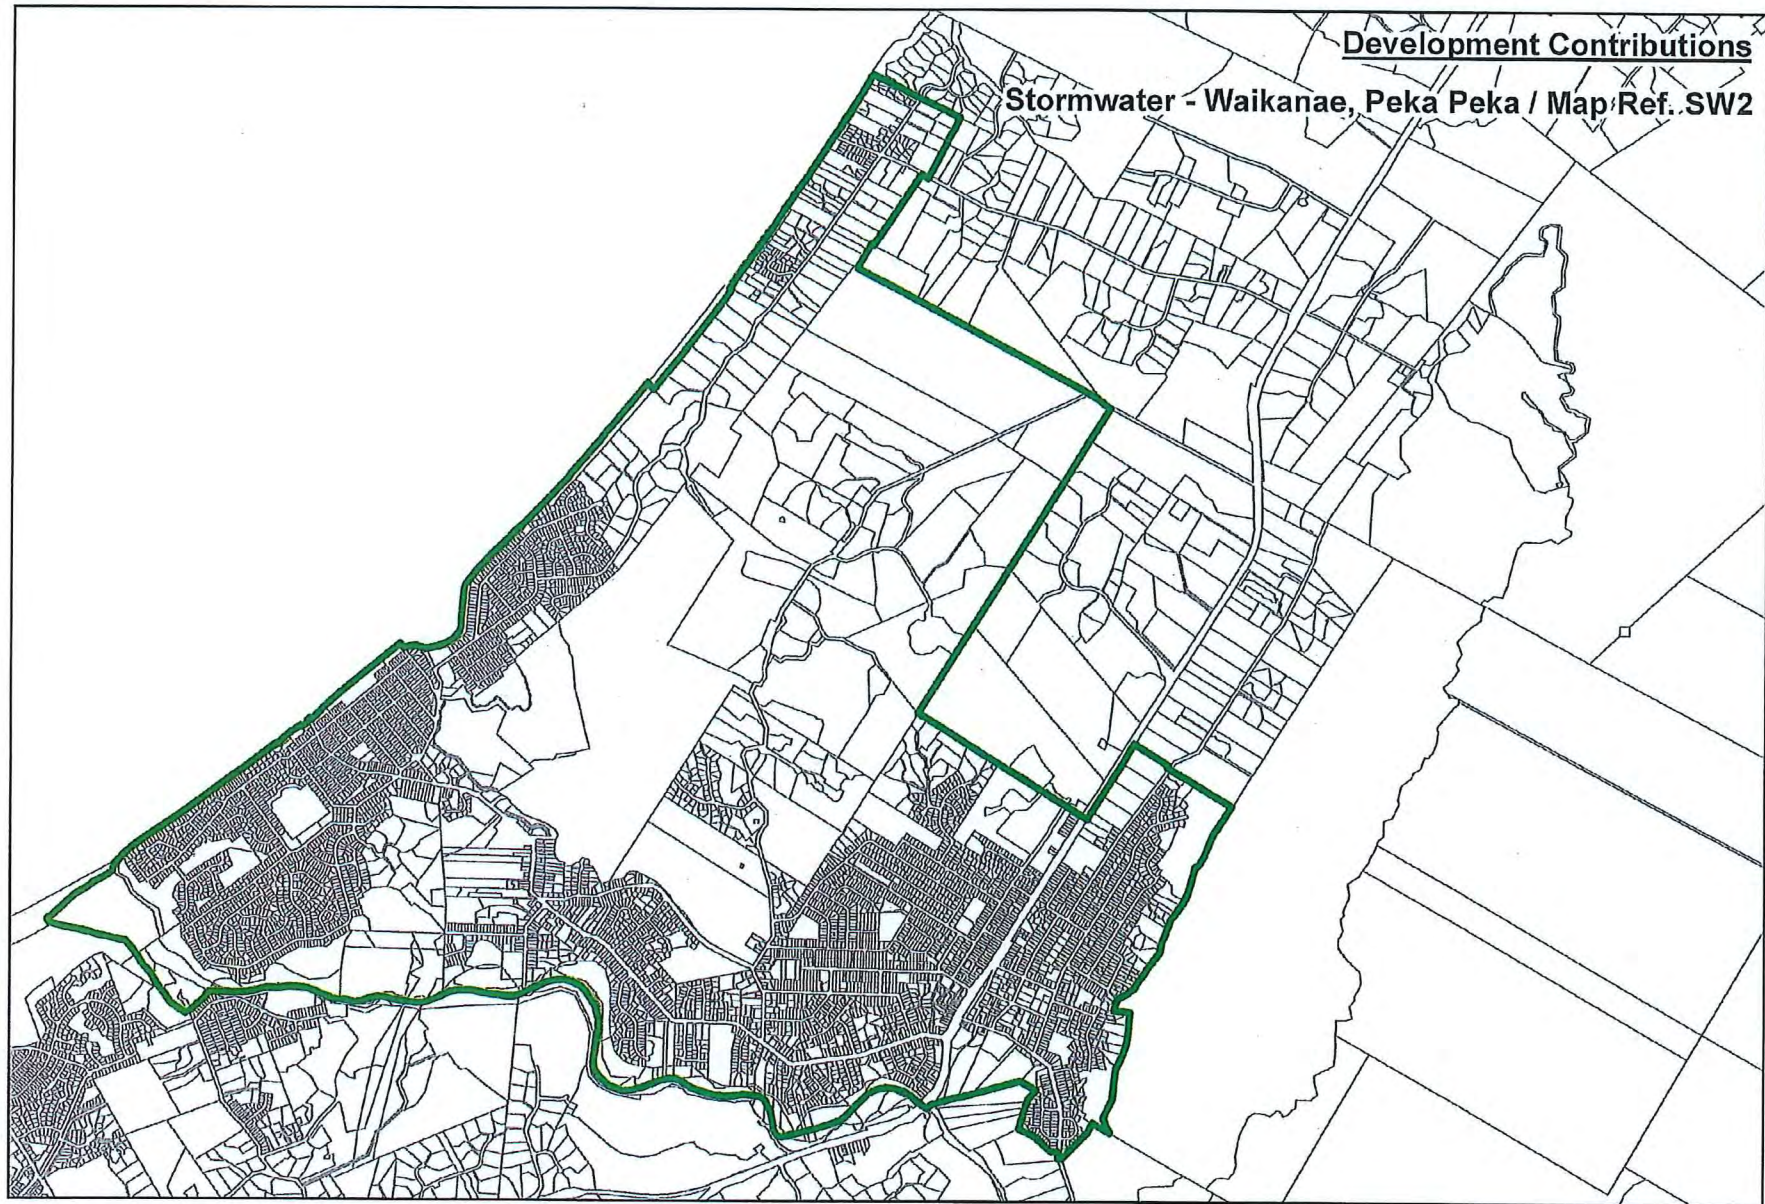 Development Contributions
Stormwater - Waikanae, Peka Peka / Map Ref. SW2